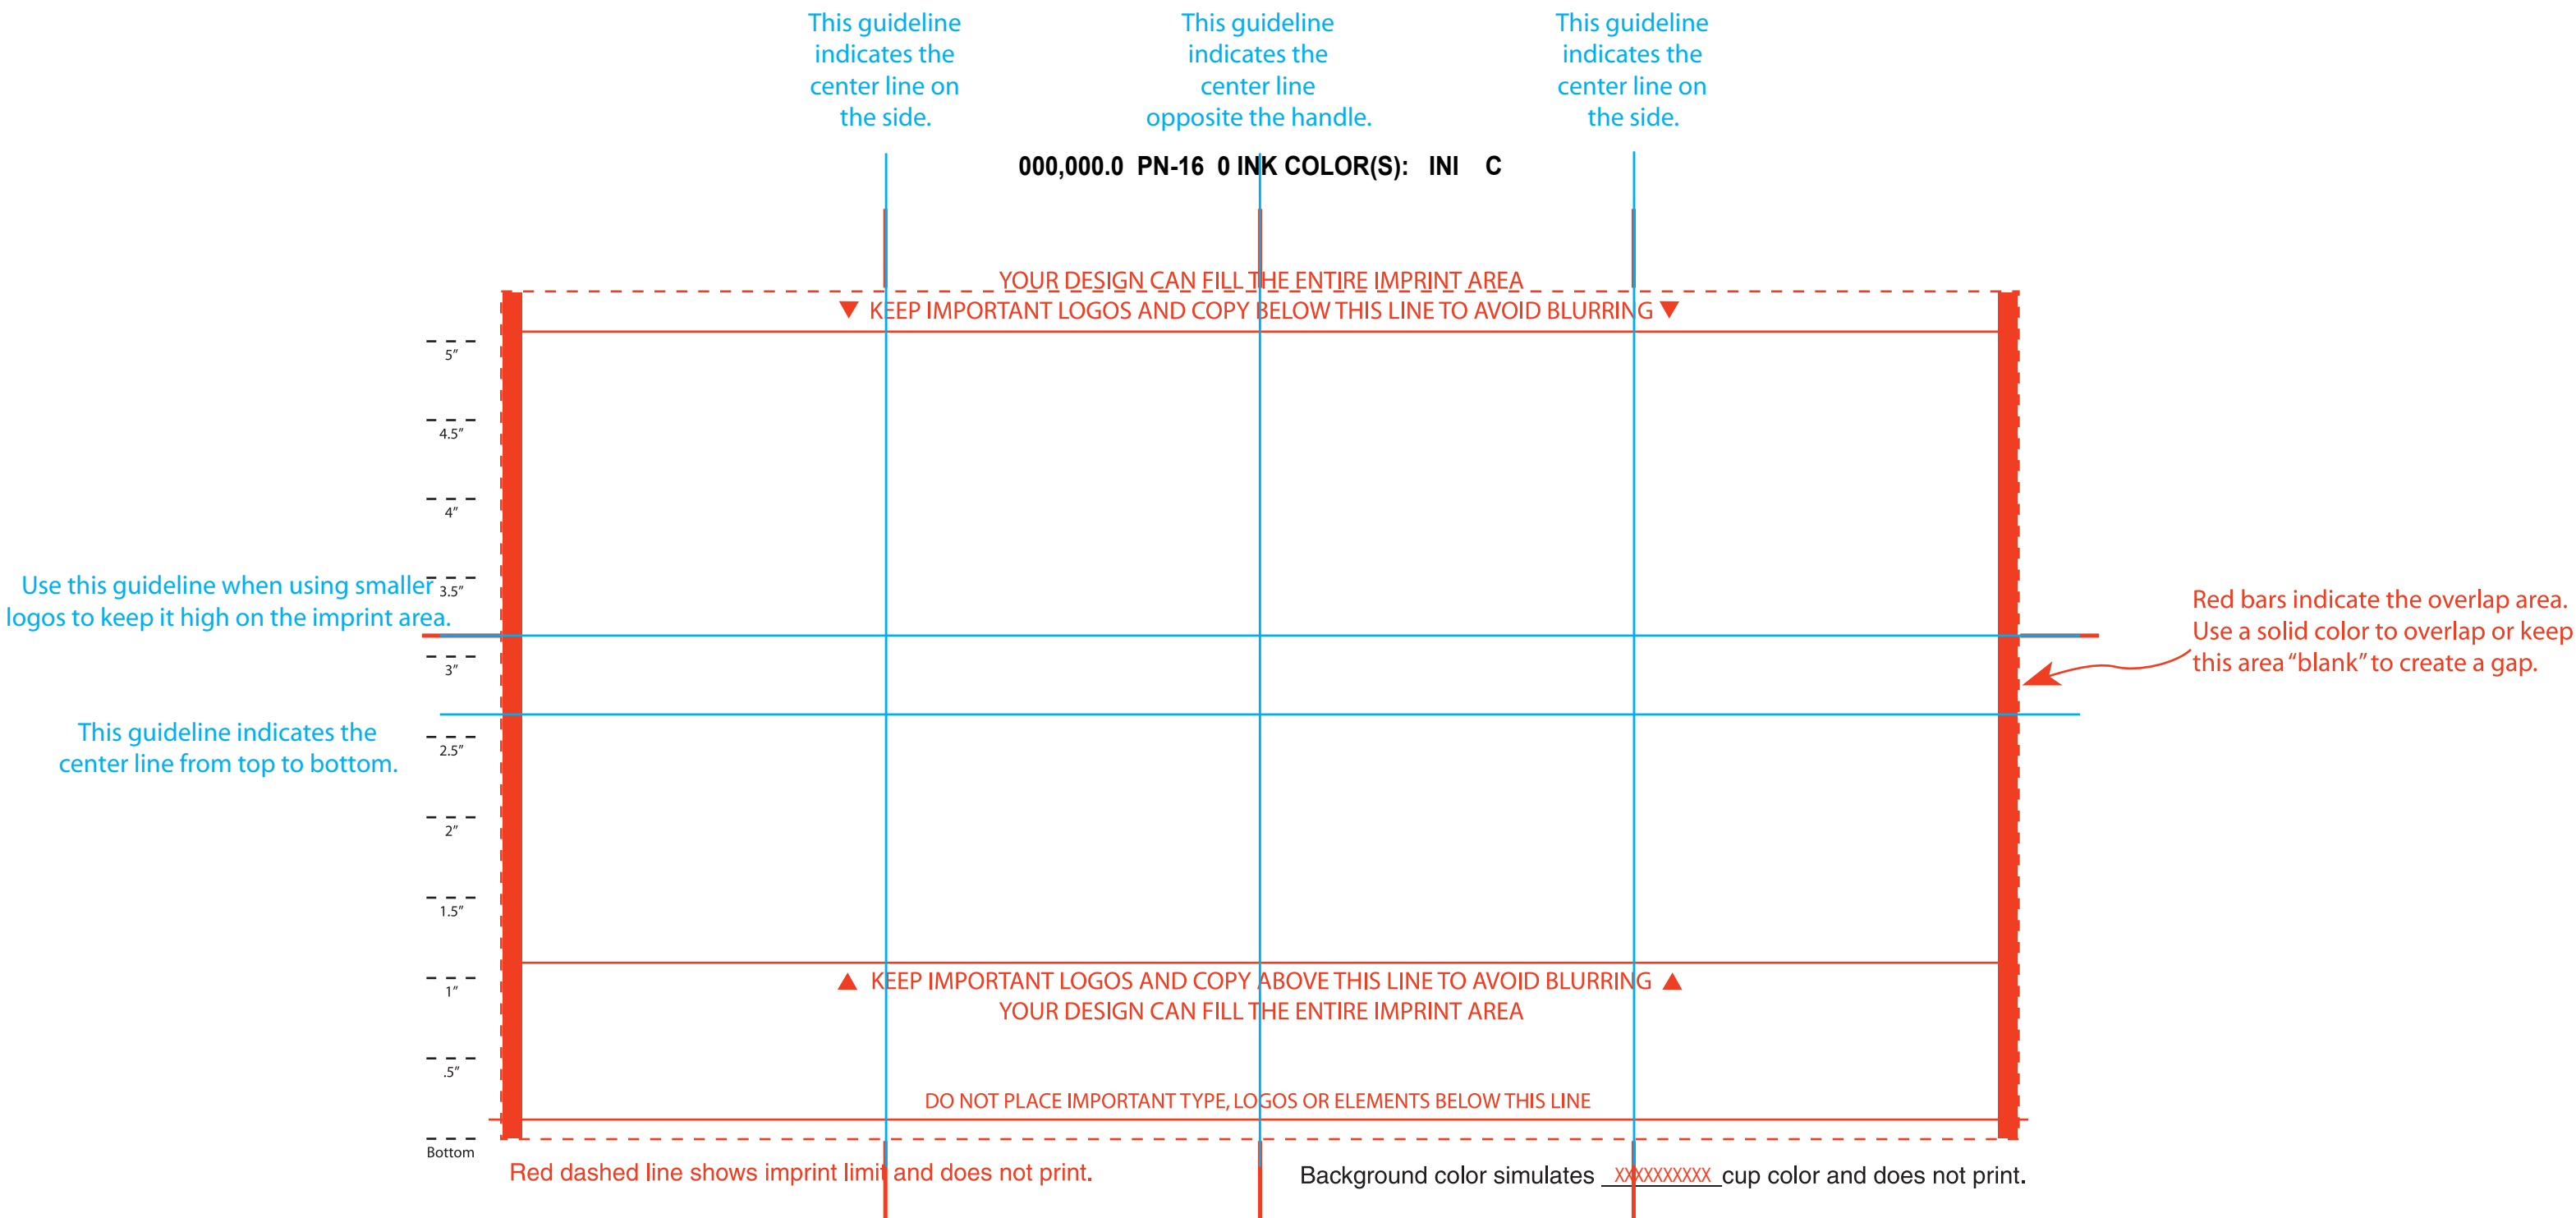 This guideline
indicates the
center line on
the side.
This guideline
indicates the
center line
opposite the handle.
This guideline
indicates the
center line on
the side.
000,000.0 PN-16 0 INK COLOR(S): INI C
YOUR DESIGN CAN FILL THE ENTIRE IMPRINT AREA
▼ KEEP IMPORTANT LOGOS AND COPY BELOW THIS LINE TO AVOID BLURRING ▼
5"
4.5"
4"
3.5"
3"
2.5"
2"
1.5"
1"
.5"
Bottom
Use this guideline when using smaller
logos to keep it high on the imprint area.
This guideline indicates the
center line from top to bottom.
Red bars indicate the overlap area.
Use a solid color to overlap or keep
this area “blank” to create a gap.
▲ KEEP IMPORTANT LOGOS AND COPY ABOVE THIS LINE TO AVOID BLURRING ▲
YOUR DESIGN CAN FILL THE ENTIRE IMPRINT AREA
DO NOT PLACE IMPORTANT TYPE, LOGOS OR ELEMENTS BELOW THIS LINE
Red dashed line shows imprint limit and does not print.
Background color simulates XXXXXXXXXX cup color and does not print.